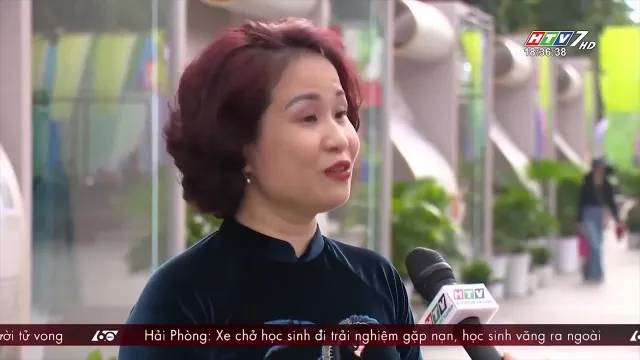 HTV7 HD
18:36:38
HTV
ười tử vong 60 Hải Phòng: Xe chở học sinh đi trải nghiệm gặp nạn, học sinh văng ra ngoài